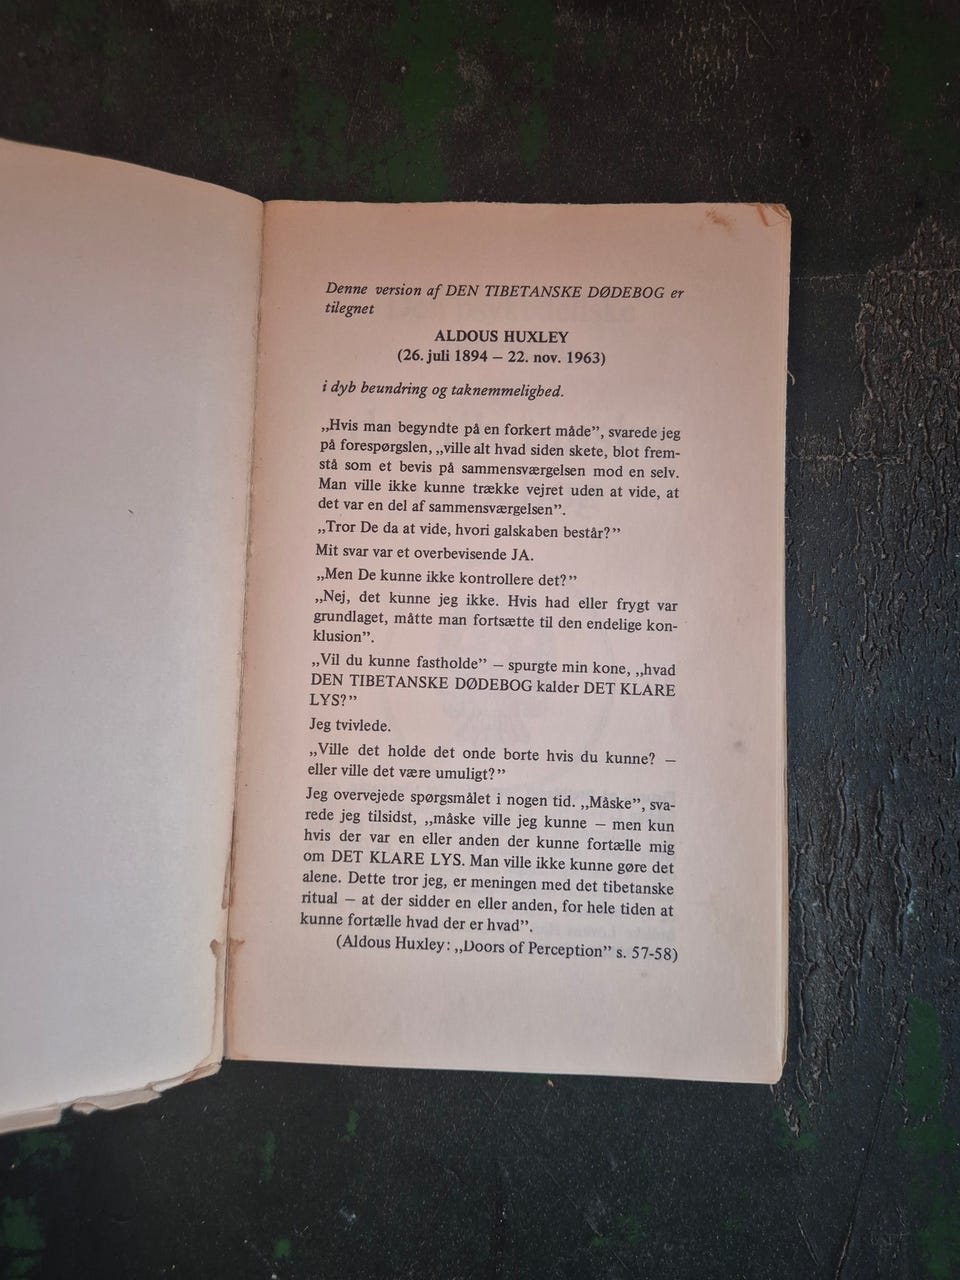 Denne version af DEN TIBETANSKE DØDEBOG er
tilegnet
ALDOUS HUXLEY
(26. juli 1894 – 22. nov. 1963)
i dyb beundring og taknemmelighed.
„Hvis man begyndte på en forkert måde”, svarede jeg
på forespørgslen, „ville alt hvad siden skete, blot frem-
stå som et bevis på sammensværgelsen mod en selv.
Man ville ikke kunne trække vejret uden at vide, at
det var en del af sammensværgelsen”.
„Tror De da at vide, hvori galskaben består?”
Mit svar var et overbevisende JA.
„Men De kunne ikke kontrollere det?”
„Nej, det kunne jeg ikke. Hvis had eller frygt var
grundlaget, måtte man fortsætte til den endelige kon-
klusion”.
„Vil du kunne fastholde” – spurgte min kone, „hvad
DEN TIBETANSKE DØDEBOG kalder DET KLARE
LYS?”
Jeg tvivlede.
„Ville det holde det onde borte hvis du kunne? –
eller ville det være umuligt?”
Jeg overvejede spørgsmålet i nogen tid. „Måske”, sva-
rede jeg tilsidst, „måske ville jeg kunne – men kun
hvis der var en eller anden der kunne fortælle mig
om DET KLARE LYS. Man ville ikke kunne gøre det
alene. Dette tror jeg, er meningen med det tibetanske
ritual – at der sidder en eller anden, for hele tiden at
kunne fortælle hvad der er hvad”.
(Aldous Huxley: „Doors of Perception” s. 57-58)